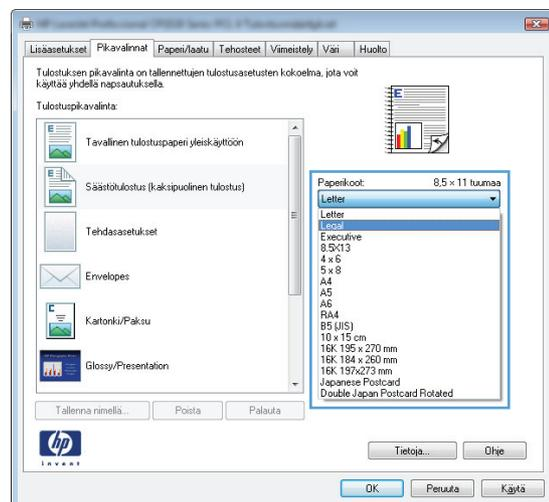 Lisäasetukset Pikavalinnat Paperi/laatu Tehosteet Viimeistely Väri Huolto
Tulostuksen pikavalinta on tallennettujen tulostusasetusten kokoelma, jota voit
käyttää yhdellä napsautuksella.
Tulostuspikavalinta:
E
E
Tavallinen tulostuspaperi yleiskäyttöön
E
Säästötulostus (kaksipuolinen tulostus)
Tehdasasetukset
Envelopes
C
Kartonki/Paksu
Glossy/Presentation
Paperikoot: 8,5 × 11 tuumaa
Letter
Letter
Legal
Executive
8.5X13
4 x 6
5 x 8
A4
A5
A6
RA4
B5 (JIS)
10 x 15 cm
16K 195 x 270 mm
16K 184 x 260 mm
16K 197x273 mm
Japanese Postcard
Double Japan Postcard Rotated
Tallenna nimellä... Poista Palauta
hp
invent
Tietoja... Ohje
OK Peruuta Käytä